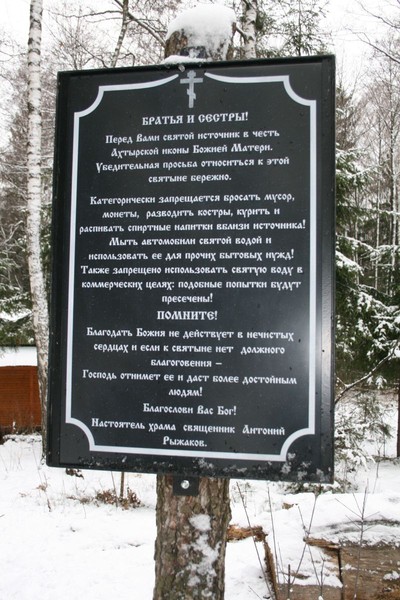 БРАТЬЯ И СЕСТРЫ!
Перед Вами святой источник в честь
Ахтырской иконы Божией Матери.
Убедительная просьба относиться к этой
святыне бережно.
Категорически запрещается бросать мусор,
монеты, разводить костры, курить и
распивать спиртные напитки вблизи источника!
Мыть автомобили святой водой и
использовать ее для прочих бытовых нужд!
Также запрещено использовать святую воду в
коммерческих целях: подобные попытки будут
пресечены!
ПОМНИТЕ!
Благодать Божия не действует в нечистых
сердцах и если к святыне нет должного
благоговения –
Господь отнимет ее и даст более достойным
людям!
Благослови Вас Бог!
Настоятель храма священник Антоний
Рыжаков.